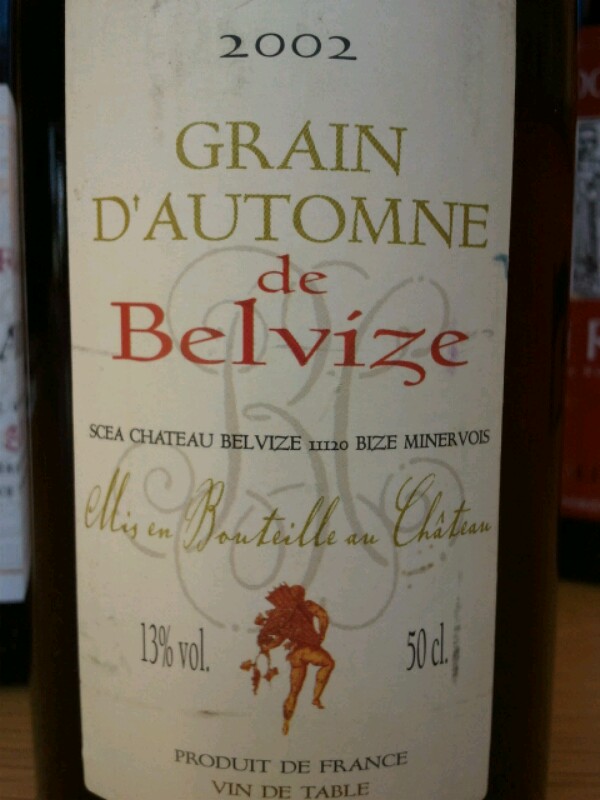 2002
GRAIN
D'AUTOMNE
de
Belvize
SCEA CHATEAU BELVIZE 11120 BIZE MINERVOIS
Mis en Bouteille au Château
13% vol.
50 cl.
PRODUIT DE FRANCE
VIN DE TABLE